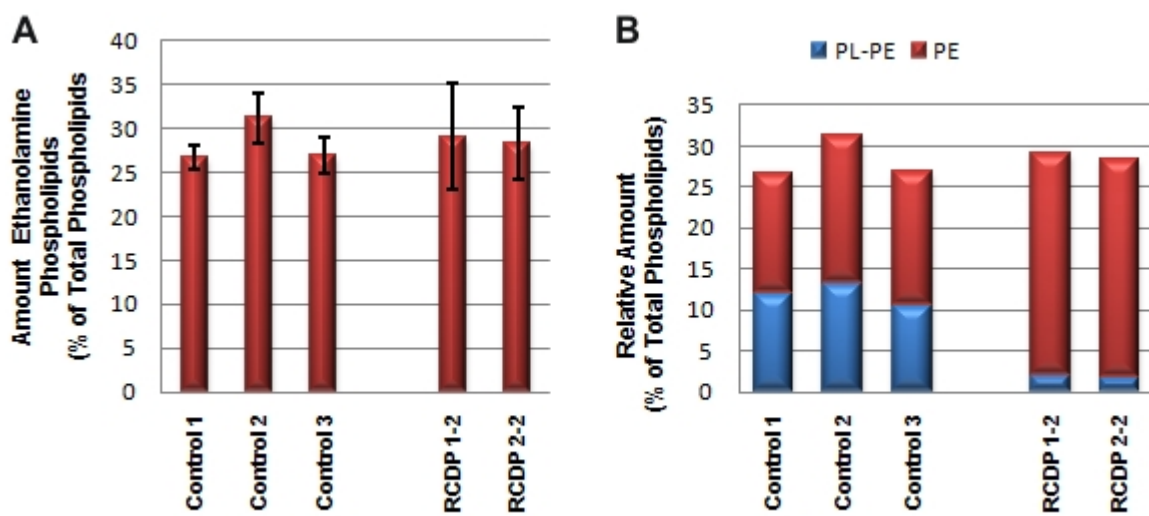 A
Amount Ethanolamine
Phospholipids
(% of Total Phospholipids
40
35
30
25
20
15
10
5
0
Control 1
Control 2
Control 3
RCDP 1-2
RCDP 2-2
B
PL-PE
PE
Relative Amount
(% of Total Phospholipids)
35
30
25
20
15
10
5
0
Control 1
Control 2
Control 3
RCDP 1-2
RCDP 2-2